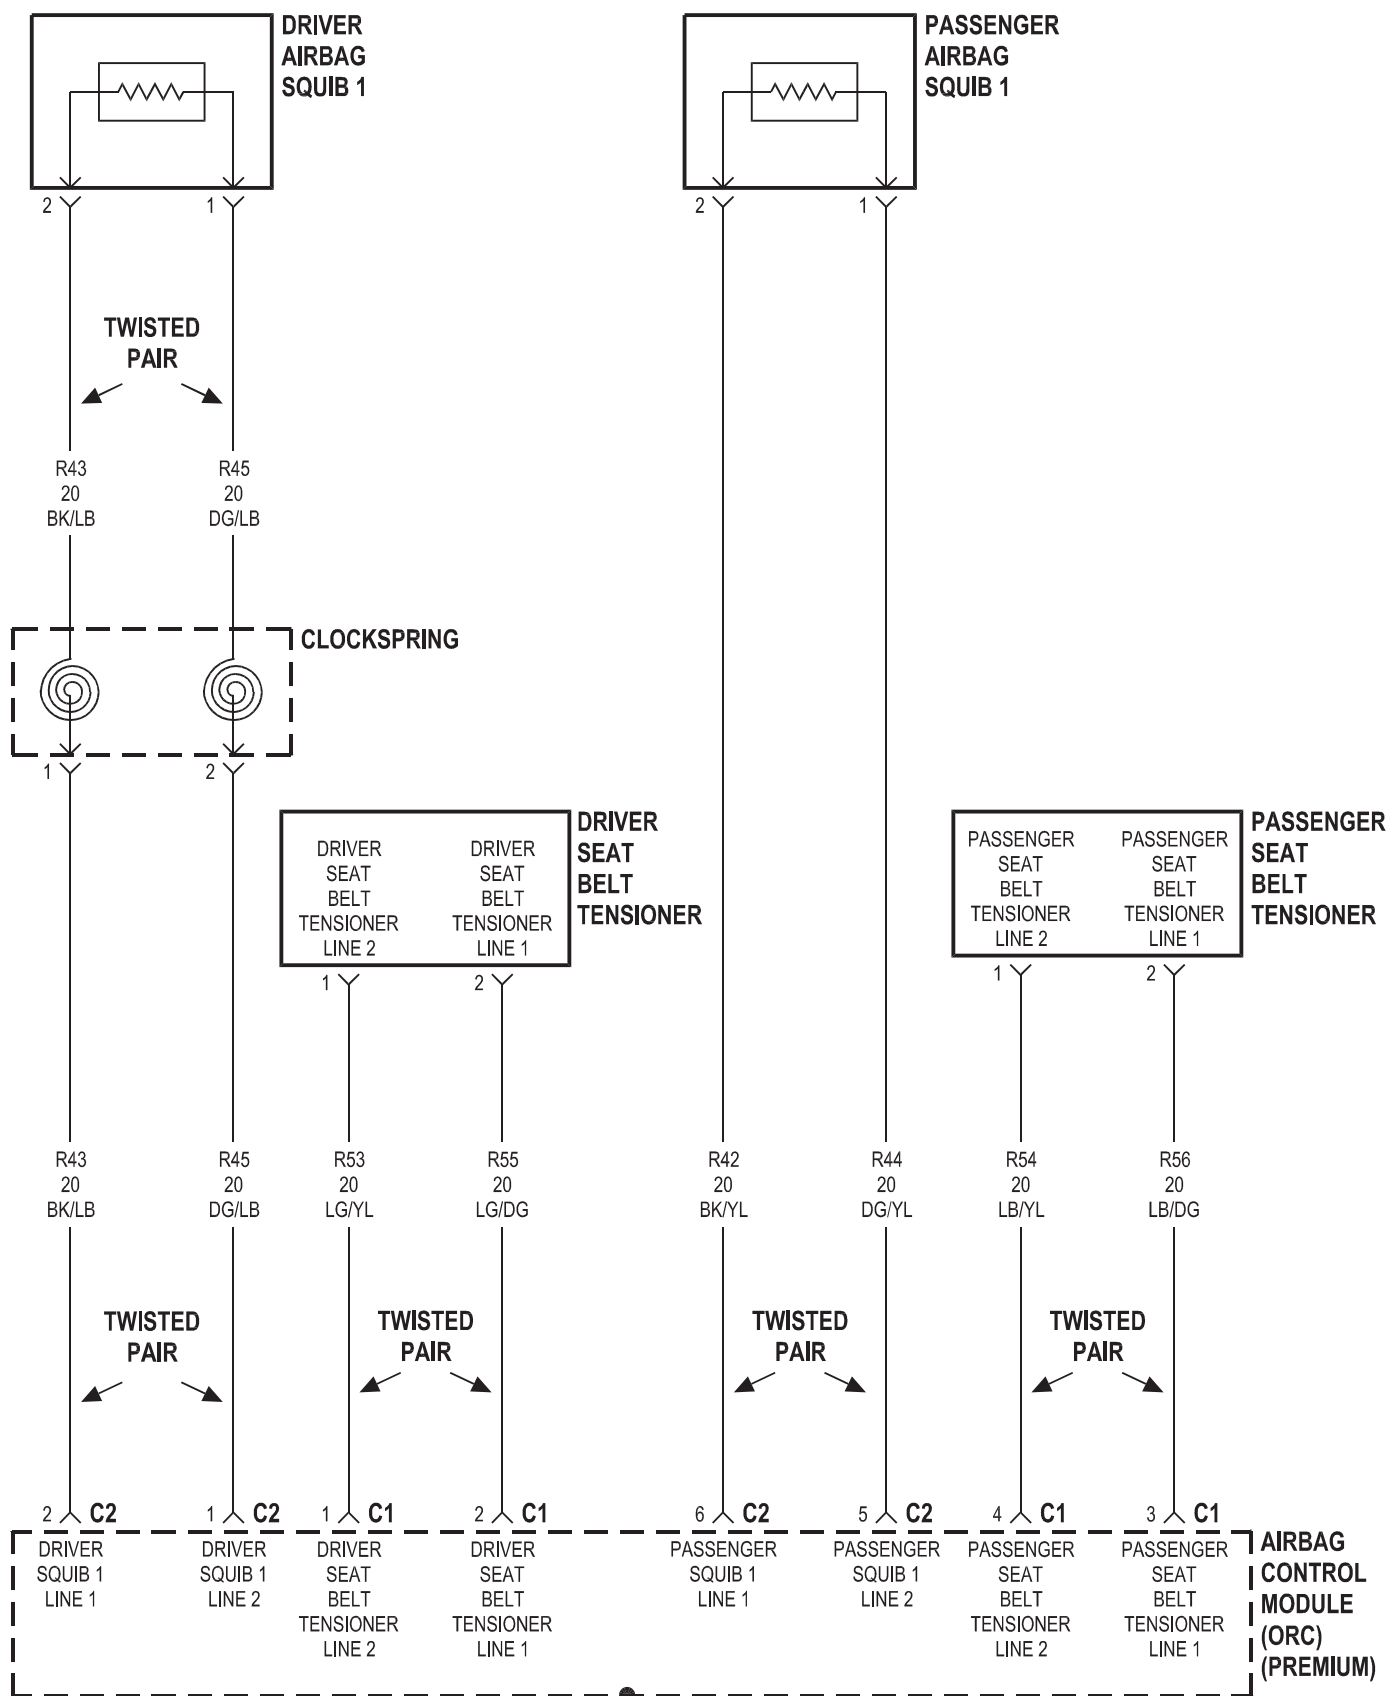 DRIVER
AIRBAG
SQUIB 1
PASSENGER
AIRBAG
SQUIB 1
2
1
2
1
TWISTED
PAIR
R43
20
BK/LB
R45
20
DG/LB
CLOCKSPRING
1
2
DRIVER
SEAT
BELT
TENSIONER
LINE 2
DRIVER
SEAT
BELT
TENSIONER
LINE 1
DRIVER
SEAT
BELT
TENSIONER
PASSENGER
SEAT
BELT
TENSIONER
LINE 2
PASSENGER
SEAT
BELT
TENSIONER
LINE 1
PASSENGER
SEAT
BELT
TENSIONER
1
2
1
2
R43
20
BK/LB
R45
20
DG/LB
R53
20
LG/YL
R55
20
LG/DG
R42
20
BK/YL
R44
20
DG/YL
R54
20
LB/YL
R56
20
LB/DG
TWISTED
PAIR
TWISTED
PAIR
TWISTED
PAIR
TWISTED
PAIR
2 C2
1 C2
1 C1
2 C1
6 C2
5 C2
4 C1
3 C1
DRIVER
SQUIB 1
LINE 1
DRIVER
SQUIB 1
LINE 2
DRIVER
SEAT
BELT
TENSIONER
LINE 2
DRIVER
SEAT
BELT
TENSIONER
LINE 1
PASSENGER
SQUIB 1
LINE 1
PASSENGER
SQUIB 1
LINE 2
PASSENGER
SEAT
BELT
TENSIONER
LINE 2
PASSENGER
SEAT
BELT
TENSIONER
LINE 1
AIRBAG
CONTROL
MODULE
(ORC)
(PREMIUM)